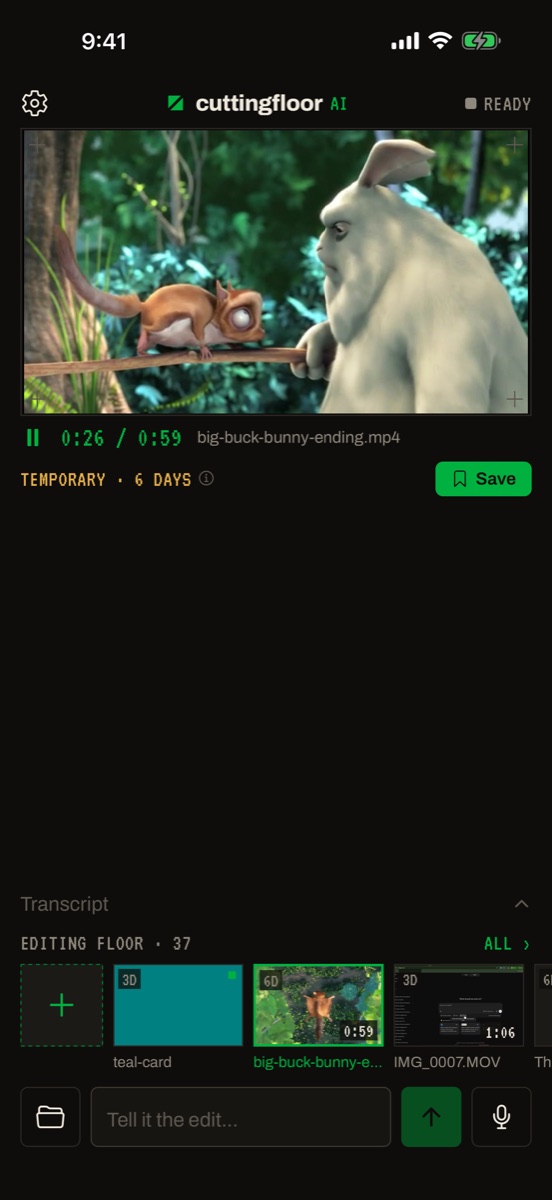 9:41
cuttingfloor AI
READY
0:26 / 0:59 big-buck-bunny-ending.mp4
TEMPORARY · 6 DAYS
Save
Transcript
EDITING FLOOR · 37
ALL ›
3D
6D
0:59
3D
1:06
teal-card
big-buck-bunny-e...
IMG_0007.MOV
Tell it the edit...